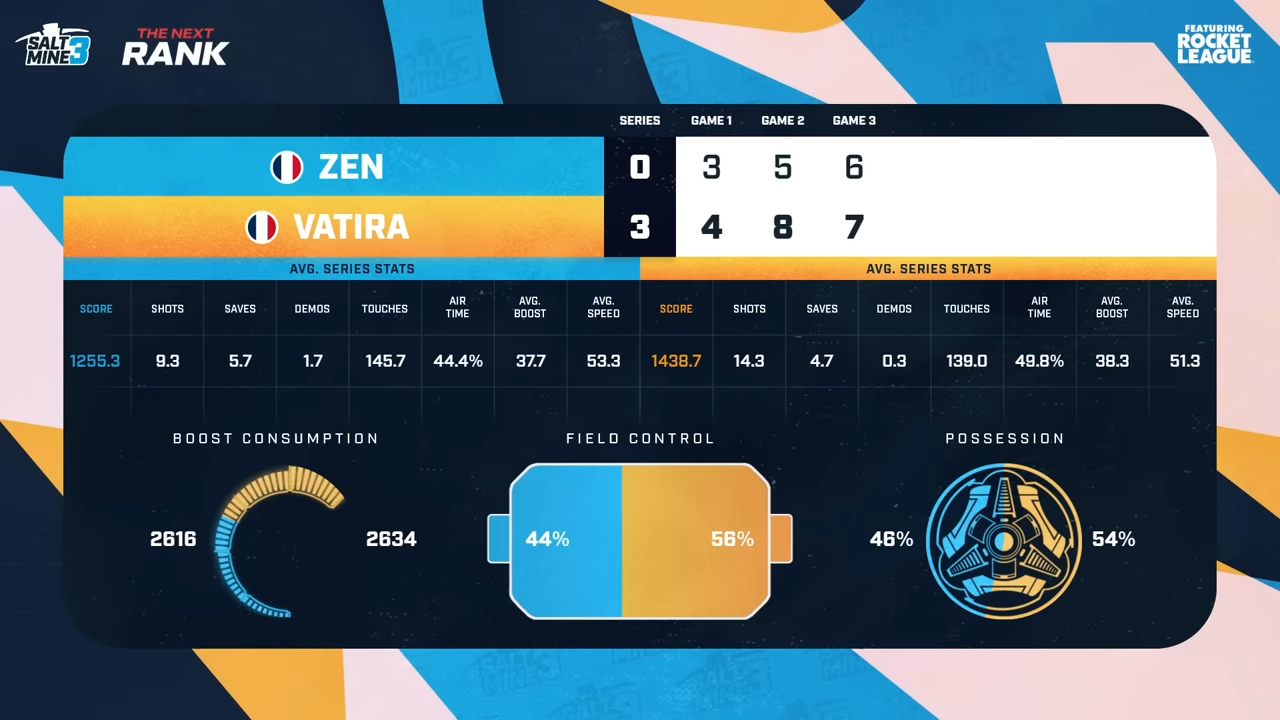 SALT MINE 3
THE NEXT
RANK
FEATURING
ROCKET
LEAGUE
SERIES GAME 1 GAME 2 GAME 3
ZEN 0 3 5 6
VATIRA 3 4 8 7
AVG. SERIES STATS AVG. SERIES STATS
SCORE SHOTS SAVES DEMOS TOUCHES AIR TIME AVG. BOOST AVG. SPEED SCORE SHOTS SAVES DEMOS TOUCHES AIR TIME AVG. BOOST AVG. SPEED
1255.3 9.3 5.7 1.7 145.7 44.4% 37.7 53.3 1438.7 14.3 4.7 0.3 139.0 49.8% 38.3 51.3
BOOST CONSUMPTION FIELD CONTROL POSSESSION
2616 2634 44% 56% 46% 54%